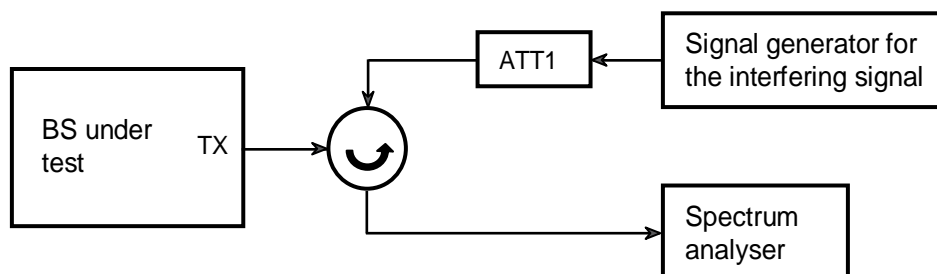 BS under
test
TX
ATT1
Signal generator for
the interfering signal
Spectrum
analyser